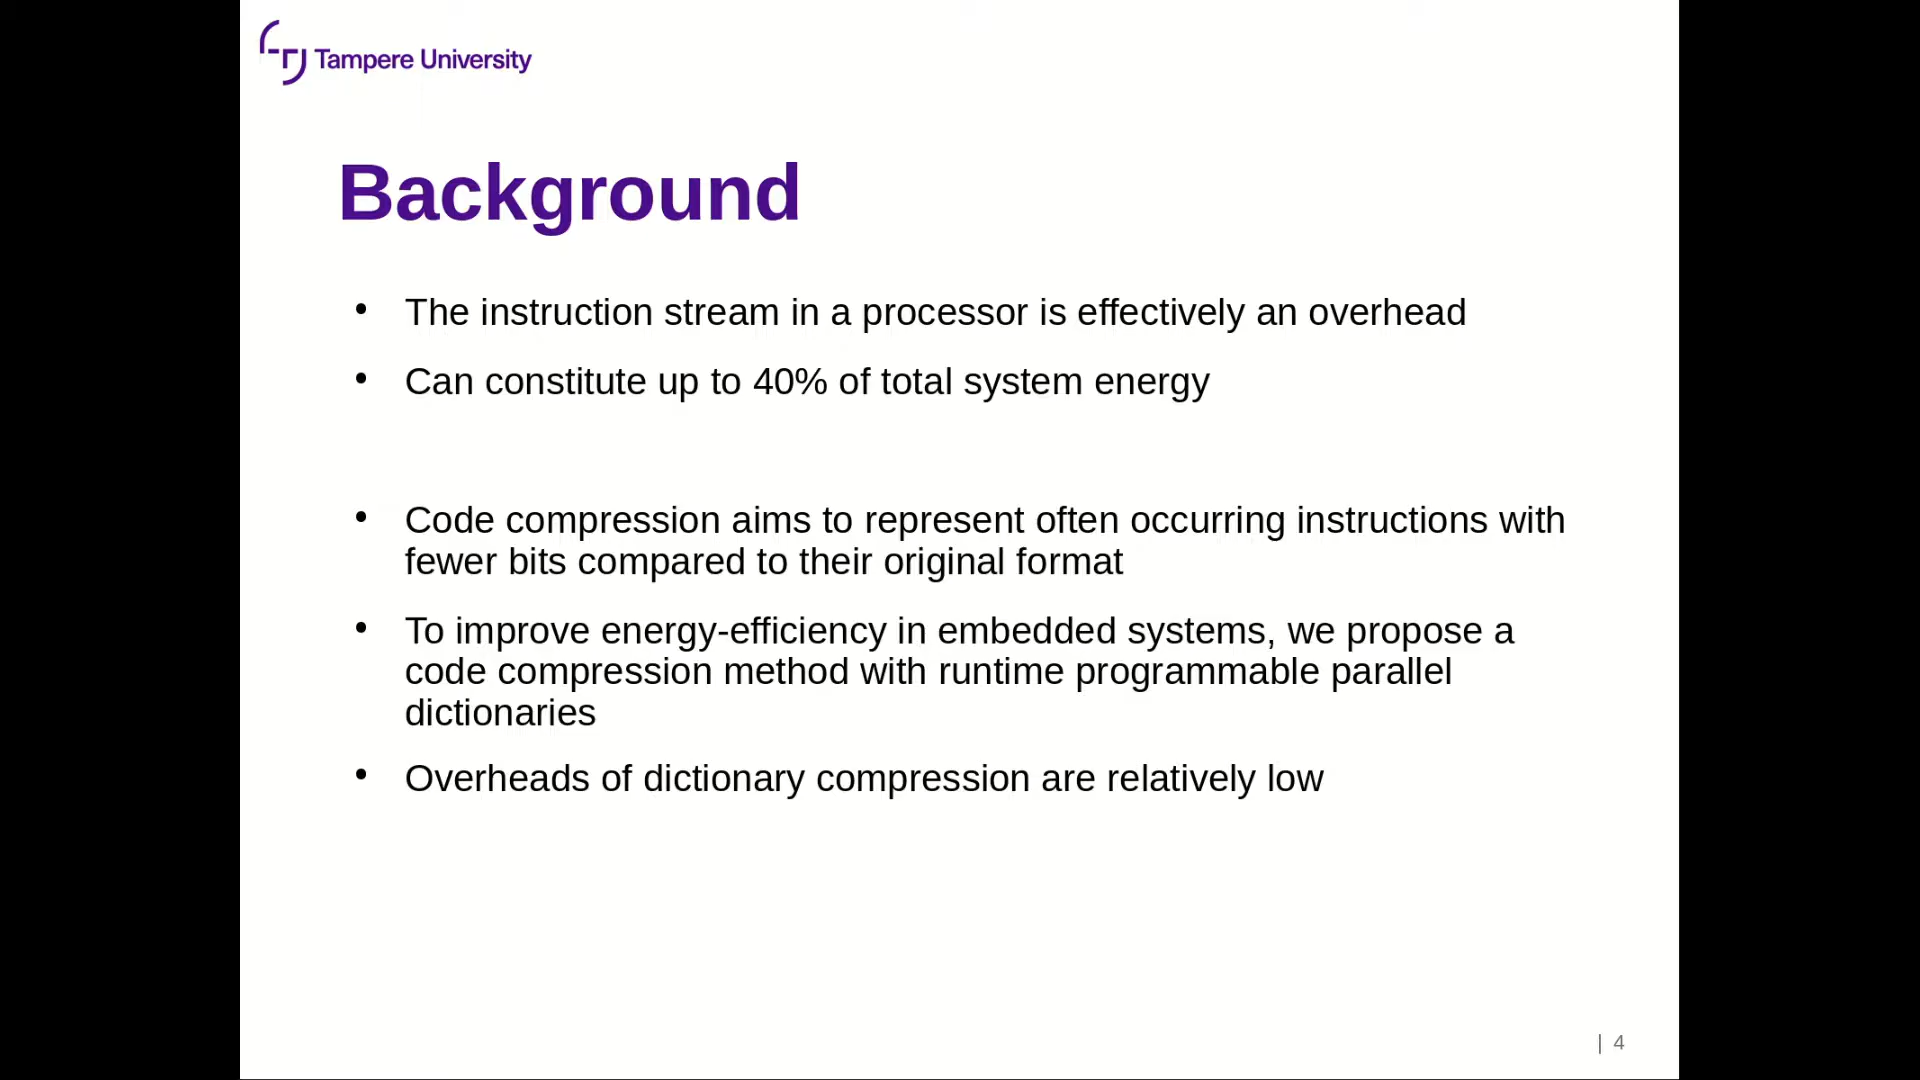 Tampere University
Background
• The instruction stream in a processor is effectively an overhead
• Can constitute up to 40% of total system energy
• Code compression aims to represent often occurring instructions with
fewer bits compared to their original format
• To improve energy-efficiency in embedded systems, we propose a
code compression method with runtime programmable parallel
dictionaries
• Overheads of dictionary compression are relatively low
| 4